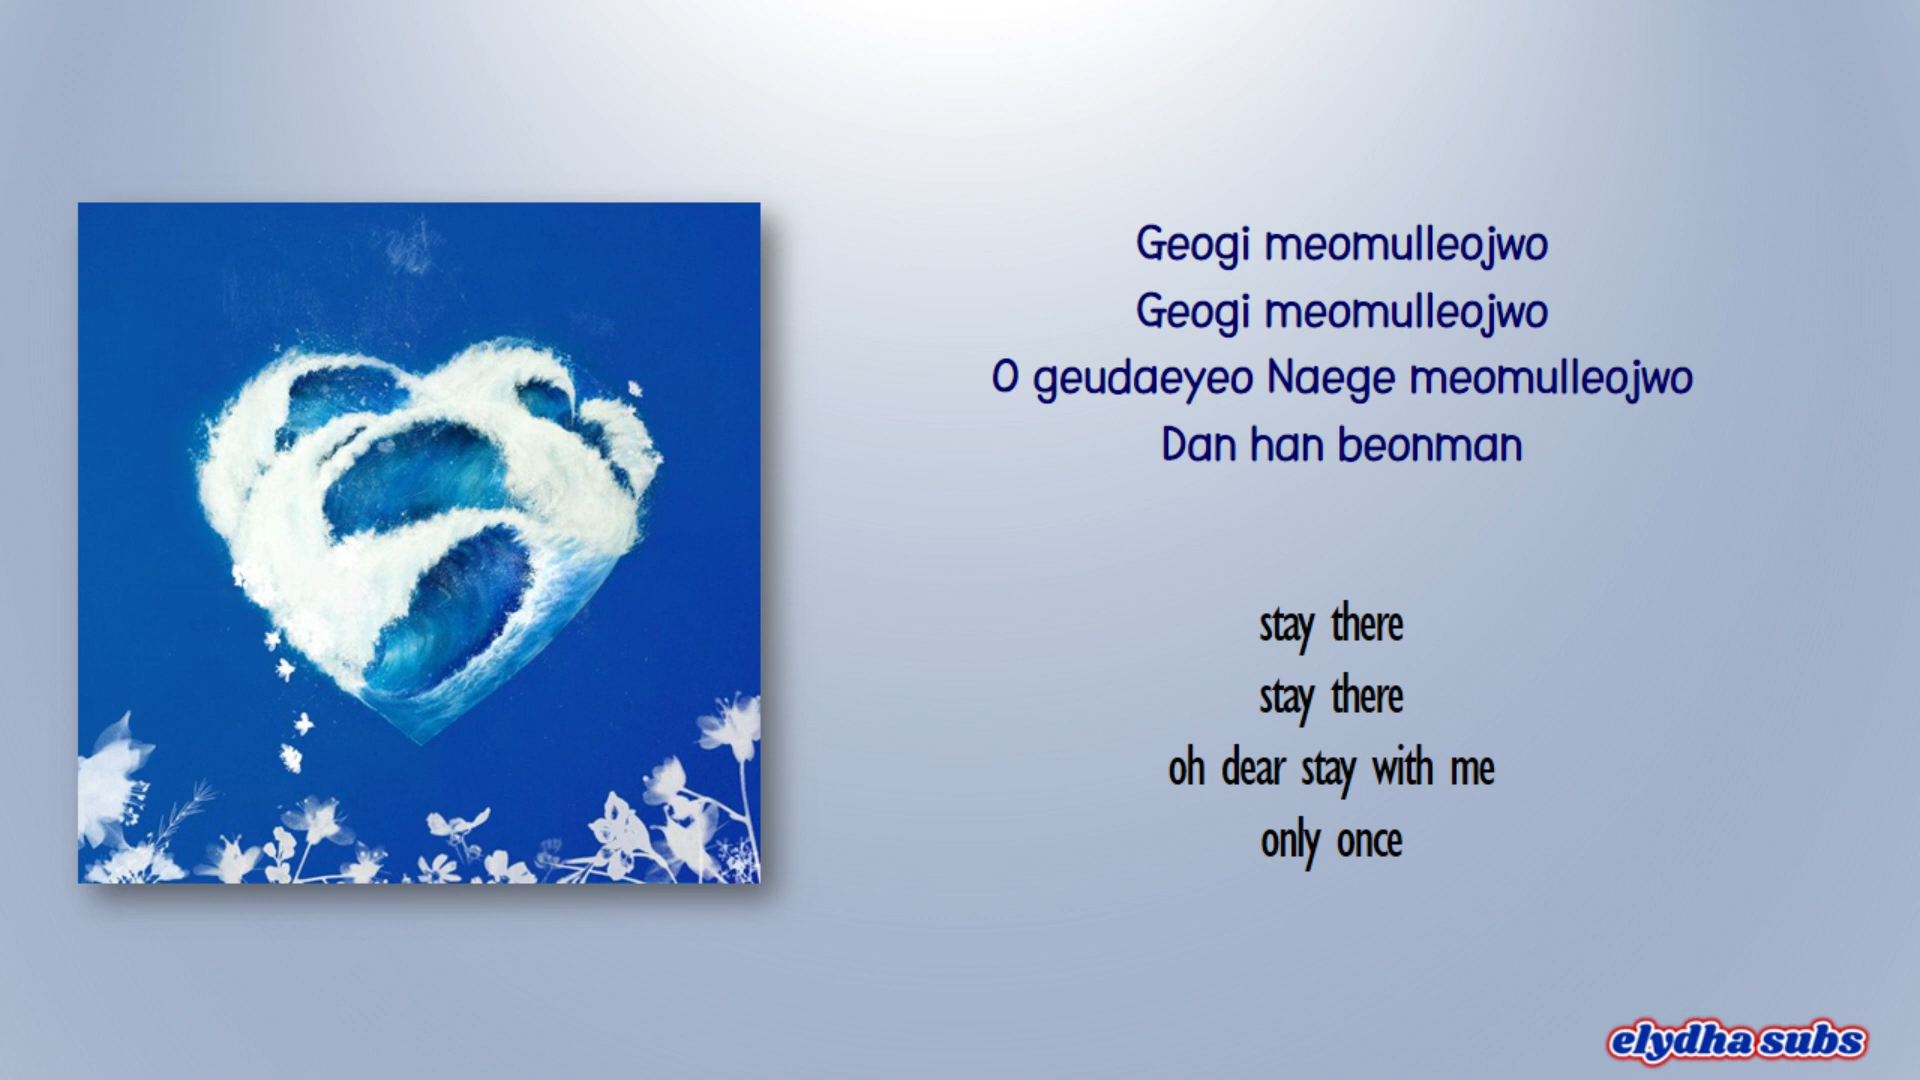 Geogi meomulleojwo
Geogi meomulleojwo
O geudaeyeo Naege meomulleojwo
Dan han beonman
stay there
stay there
oh dear stay with me
only once
elydha subs